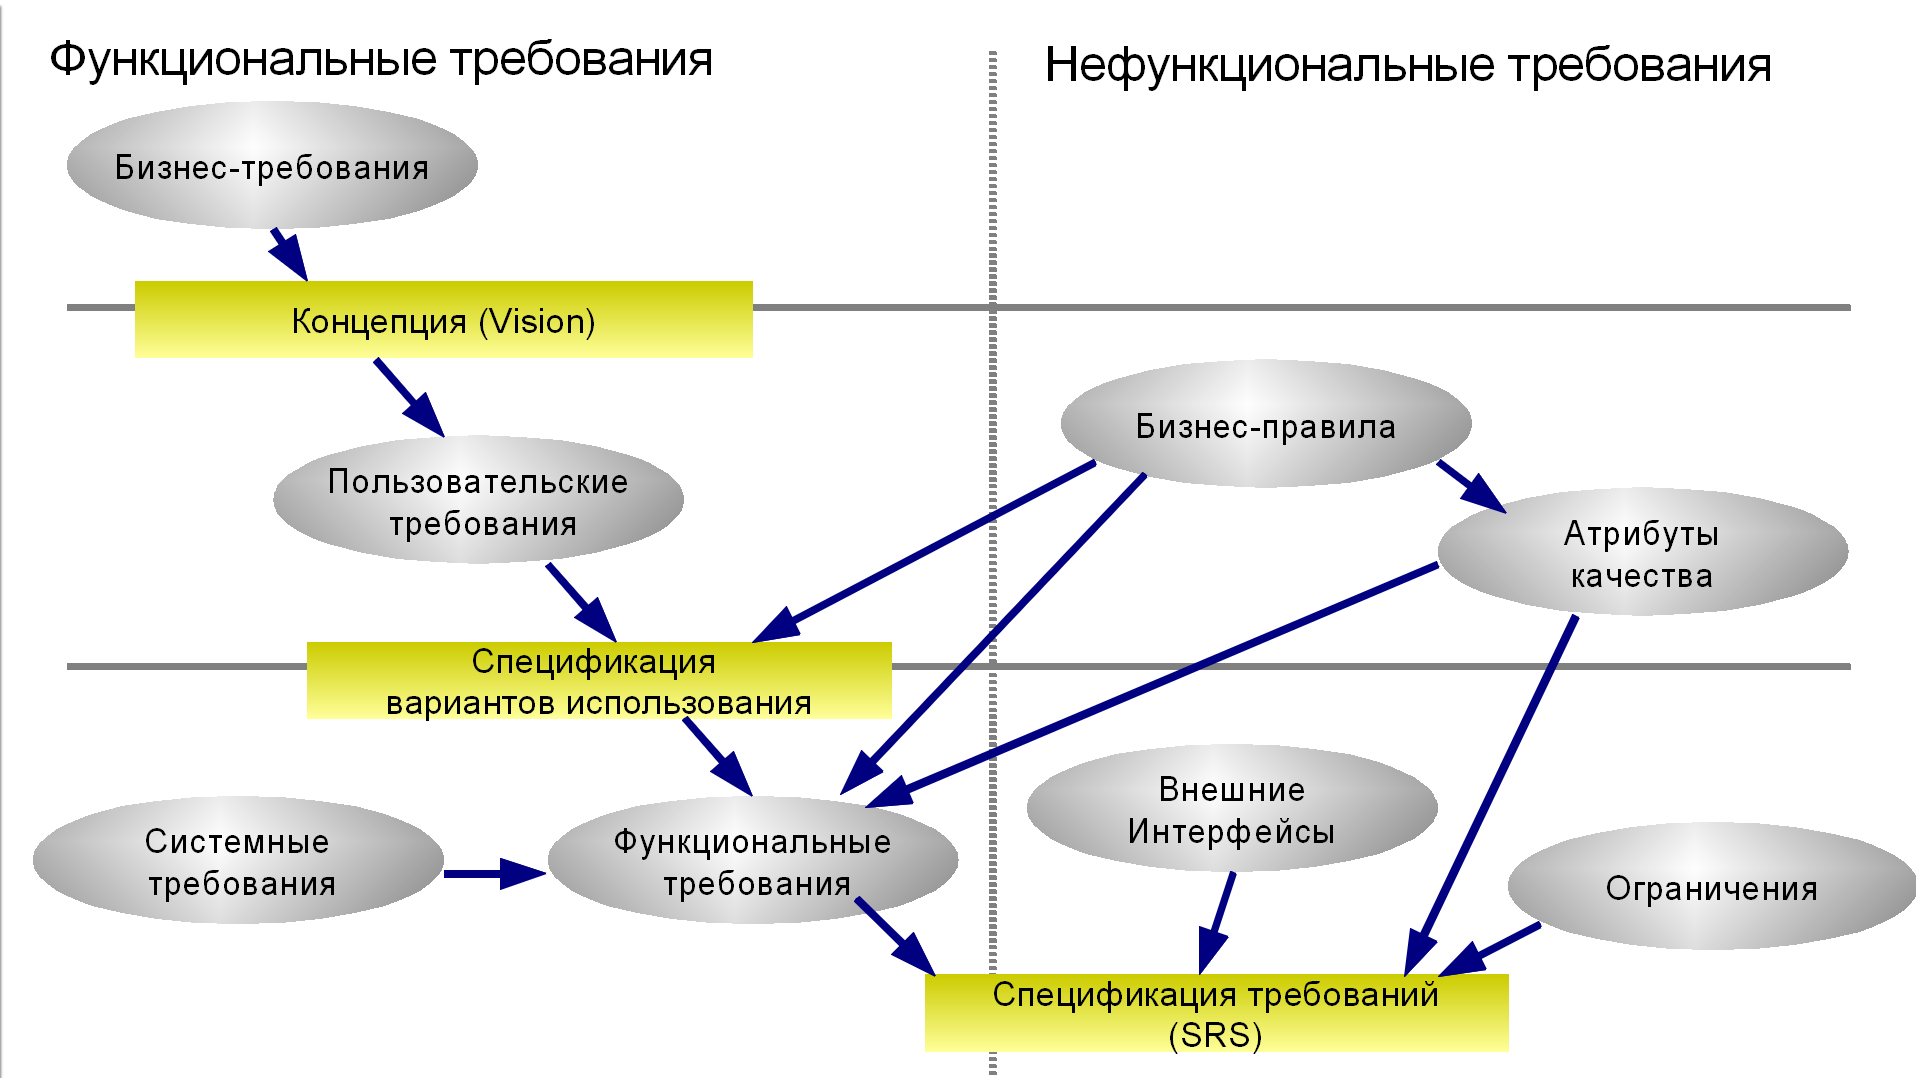 Функциональные требования
Нефункциональные требования
Бизнес-требования
Концепция (Vision)
Бизнес-правила
Пользовательские
требования
Атрибуты
качества
Спецификация
вариантов использования
Внешние
Интерфейсы
Системные
требования
Функциональные
требования
Ограничения
Спецификация требований
(SRS)